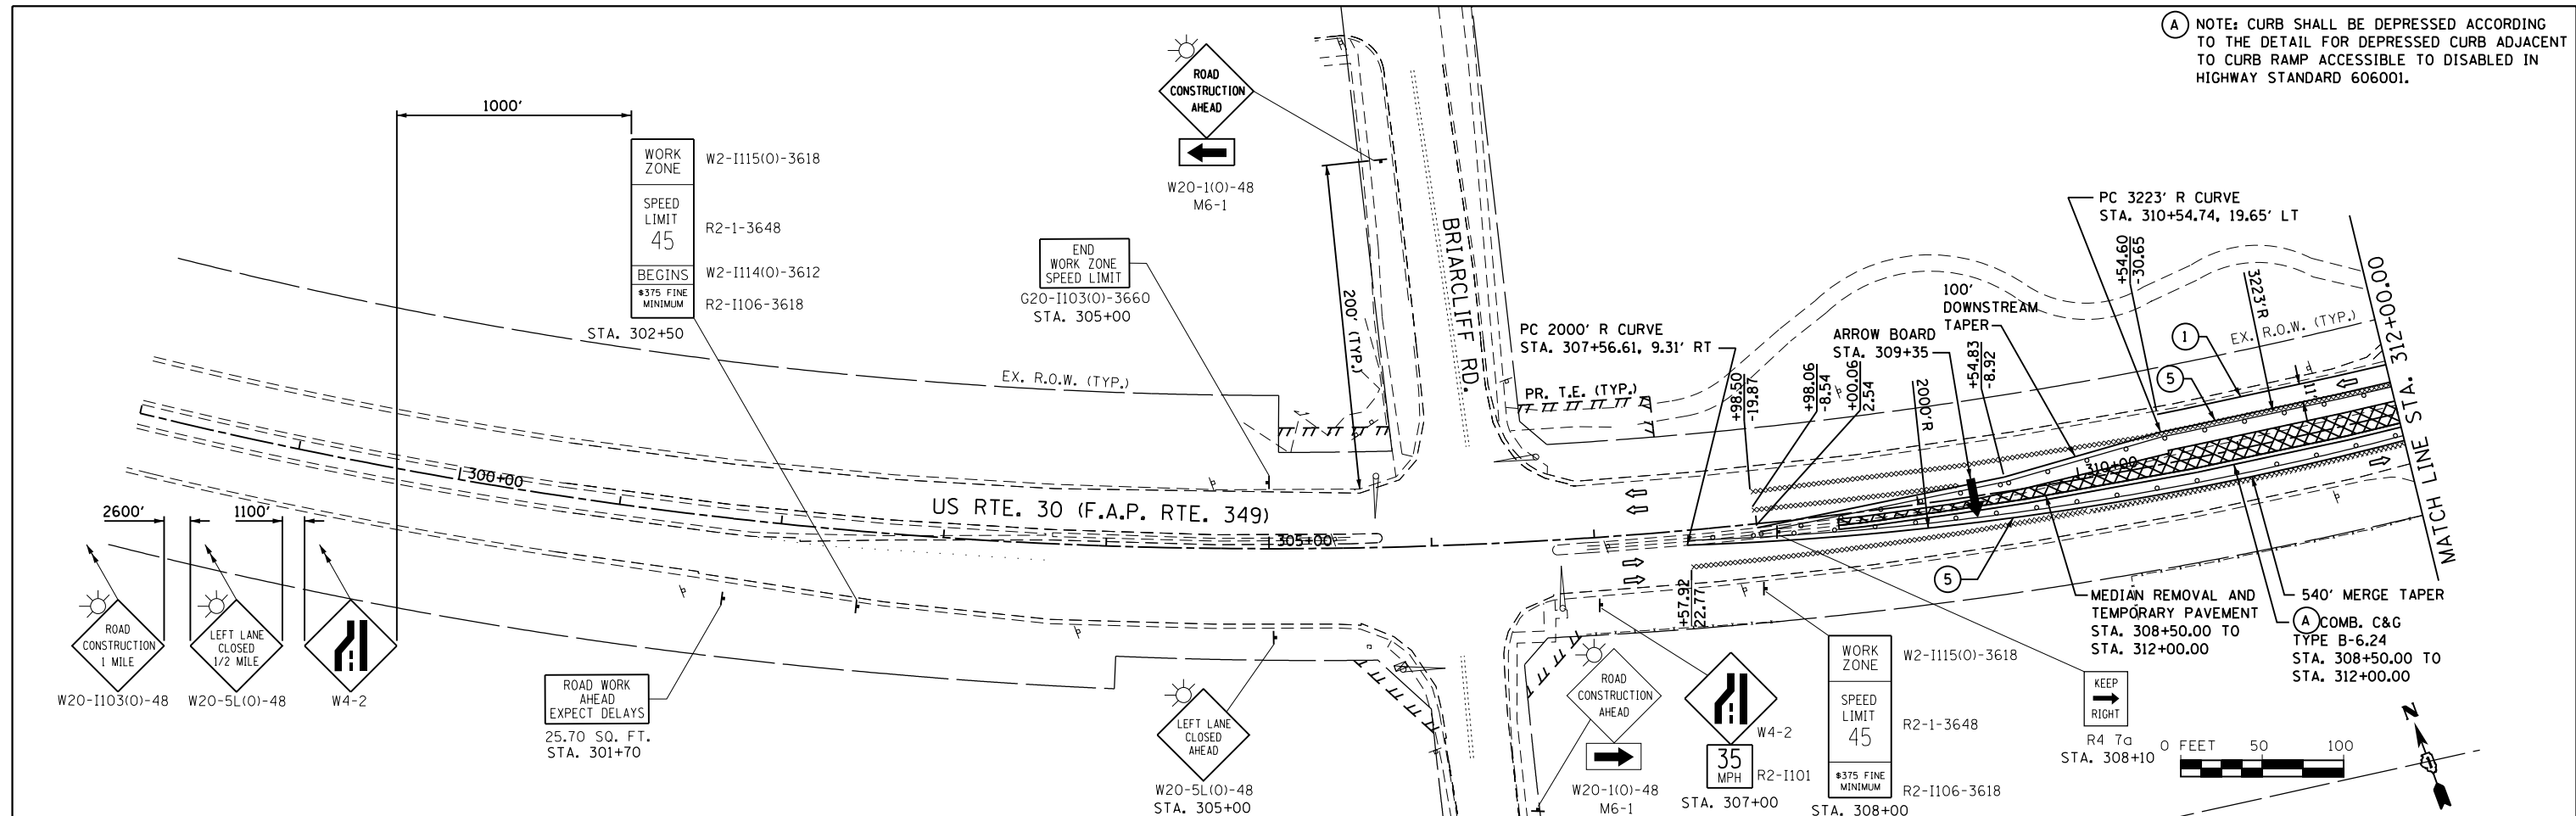 A NOTE: CURB SHALL BE DEPRESSED ACCORDING
TO THE DETAIL FOR DEPRESSED CURB ADJACENT
TO CURB RAMP ACCESSIBLE TO DISABLED IN
HIGHWAY STANDARD 606001.
1000'
WORK
ZONE
W2-I115(O)-3618
SPEED
LIMIT
45
R2-1-3648
BEGINS
W2-I114(O)-3612
$375 FINE
MINIMUM
R2-I106-3618
STA. 302+50
ROAD
CONSTRUCTION
AHEAD
W20-1(O)-48
M6-1
END
WORK ZONE
SPEED LIMIT
G20-I103(O)-3660
STA. 305+00
200' (TYP.)
BRIARCLIFF RD.
EX. R.O.W. (TYP.)
PR. T.E. (TYP.)
PC 2000' R CURVE
STA. 307+56.61, 9.31' RT
+98.50
-19.87
+98.06
-8.54
+00.06
2.54
ARROW BOARD
STA. 309+35
2000'R
100'
DOWNSTREAM
TAPER
+54.83
-8.92
PC 3223' R CURVE
STA. 310+54.74, 19.65' LT
+54.60
-30.65
3223'R
1
5
EX. R.O.W. (TYP.)
11'
MATCH LINE STA. 312+00.00
300+00
US RTE. 30 (F.A.P. RTE. 349)
305+00
310+00
+57.92
22.77
5
2600'
1100'
ROAD
CONSTRUCTION
1 MILE
W20-I103(O)-48
LEFT LANE
CLOSED
1/2 MILE
W20-5L(O)-48
W4-2
ROAD WORK
AHEAD
EXPECT DELAYS
25.70 SQ. FT.
STA. 301+70
LEFT LANE
CLOSED
AHEAD
W20-5L(O)-48
STA. 305+00
ROAD
CONSTRUCTION
AHEAD
W20-1(O)-48
M6-1
W4-2
35
MPH
R2-I101
STA. 307+00
WORK
ZONE
W2-I115(O)-3618
SPEED
LIMIT
45
R2-1-3648
$375 FINE
MINIMUM
R2-I106-3618
STA. 308+00
KEEP
RIGHT
R4 7a
STA. 308+10
MEDIAN REMOVAL AND
TEMPORARY PAVEMENT
STA. 308+50.00 TO
STA. 312+00.00
540' MERGE TAPER
A COMB. C&G
TYPE B-6.24
STA. 308+50.00 TO
STA. 312+00.00
0 FEET 50 100
N